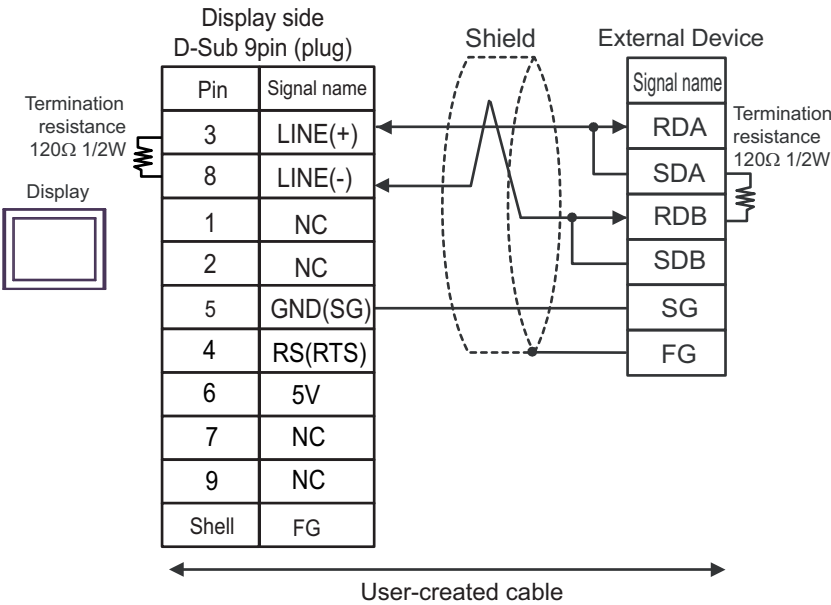 Display side
D-Sub 9pin (plug)
Shield
External Device
Pin
Signal name
Signal name
Termination
resistance
120Ω 1/2W
3
LINE(+)
RDA
Termination
resistance
120Ω 1/2W
8
LINE(-)
SDA
Display
1
NC
RDB
2
NC
SDB
5
GND(SG)
SG
4
RS(RTS)
FG
6
5V
7
NC
9
NC
Shell
FG
User-created cable